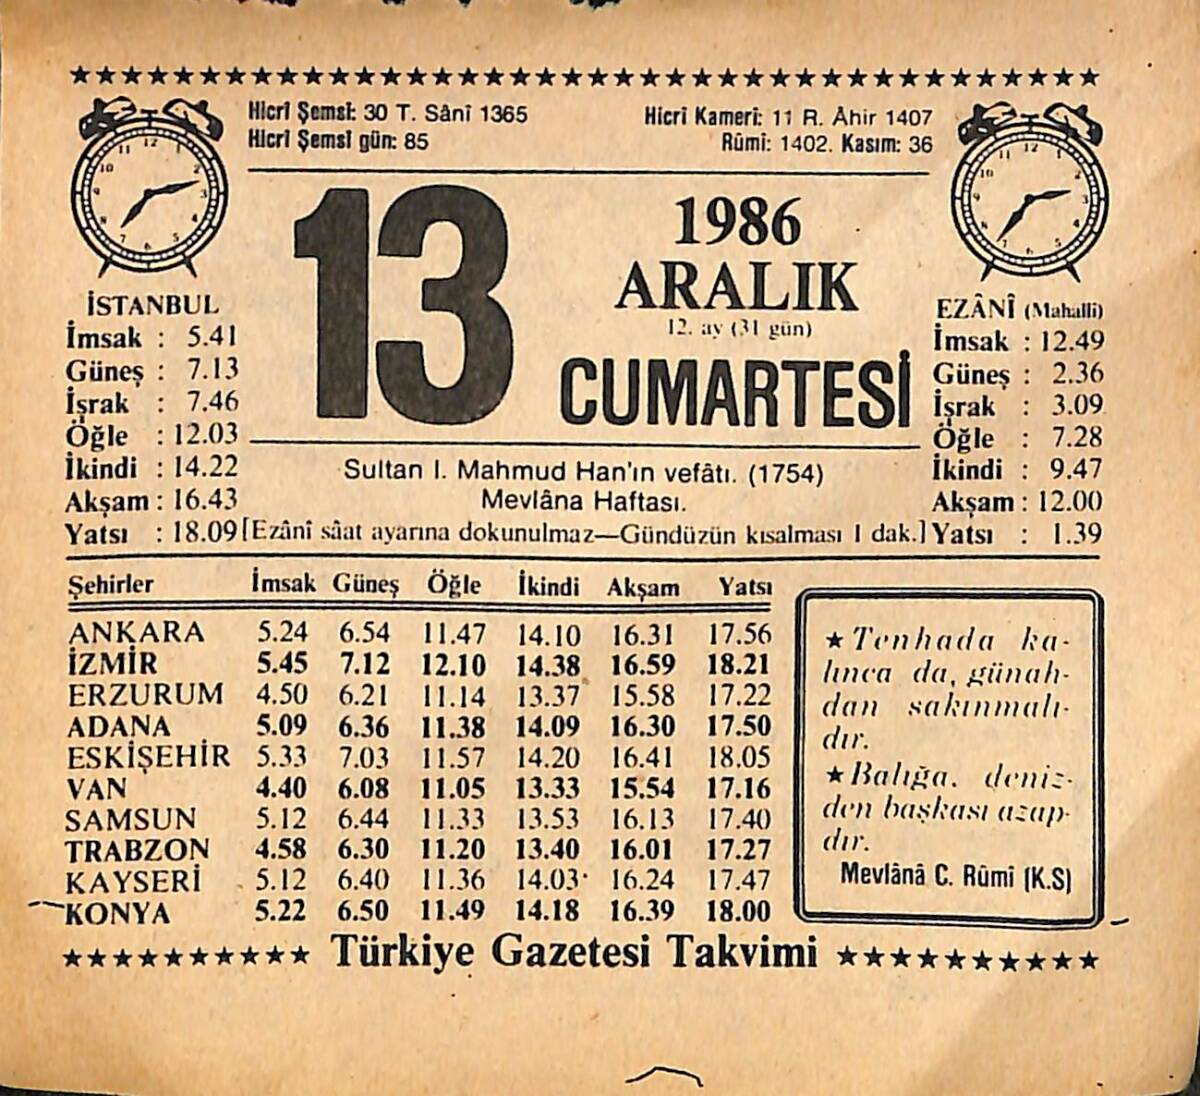 Hicrî Şemsî: 30 T. Sânî 1365
Hicrî Şemsî gün: 85
Hicrî Kamerî: 11 R. Âhir 1407
Rûmî: 1402. Kasım: 36
13
1986
ARALIK
12. ay (31 gün)
CUMARTESİ
İSTANBUL
İmsak : 5.41
Güneş : 7.13
İşrak : 7.46
Öğle : 12.03
İkindi : 14.22
Akşam : 16.43
Yatsı : 18.09
EZÂNÎ (Mahallî)
İmsak : 12.49
Güneş : 2.36
İşrak : 3.09
Öğle : 7.28
İkindi : 9.47
Akşam : 12.00
Yatsı : 1.39
Sultan I. Mahmud Han'ın vefâtı. (1754)
Mevlâna Haftası.
[Ezânî sâat ayarına dokunulmaz—Gündüzün kısalması 1 dak.]
Şehirler İmsak Güneş Öğle İkindi Akşam Yatsı
ANKARA 5.24 6.54 11.47 14.10 16.31 17.56
İZMİR 5.45 7.12 12.10 14.38 16.59 18.21
ERZURUM 4.50 6.21 11.14 13.37 15.58 17.22
ADANA 5.09 6.36 11.38 14.09 16.30 17.50
ESKİŞEHİR 5.33 7.03 11.57 14.20 16.41 18.05
VAN 4.40 6.08 11.05 13.33 15.54 17.16
SAMSUN 5.12 6.44 11.33 13.53 16.13 17.40
TRABZON 4.58 6.30 11.20 13.40 16.01 17.27
KAYSERİ 5.12 6.40 11.36 14.03 16.24 17.47
KONYA 5.22 6.50 11.49 14.18 16.39 18.00
★ Tenhada ka-
lınca da, günah-
dan sakınmalı-
dır.
★ Balığa, deniz-
den başkası azap-
dır.
Mevlânâ C. Rûmî (K.S)
Türkiye Gazetesi Takvimi